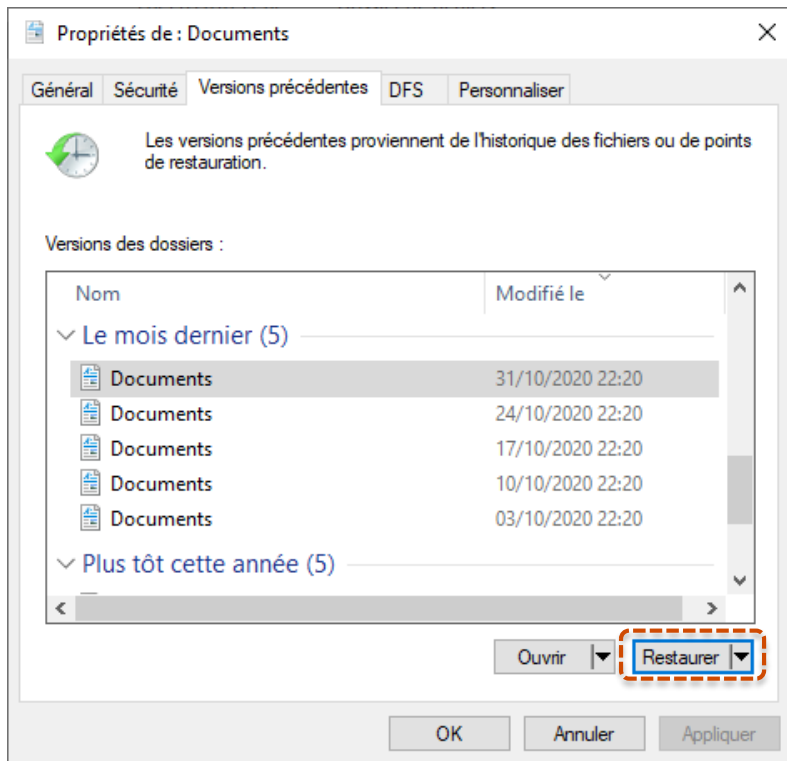 Propriétés de : Documents
Général Sécurité Versions précédentes DFS Personnaliser
Les versions précédentes proviennent de l'historique des fichiers ou de points
de restauration.
Versions des dossiers :
Nom Modifié le
Le mois dernier (5)
Documents 31/10/2020 22:20
Documents 24/10/2020 22:20
Documents 17/10/2020 22:20
Documents 10/10/2020 22:20
Documents 03/10/2020 22:20
Plus tôt cette année (5)
Ouvrir Restaurer
OK Annuler Appliquer